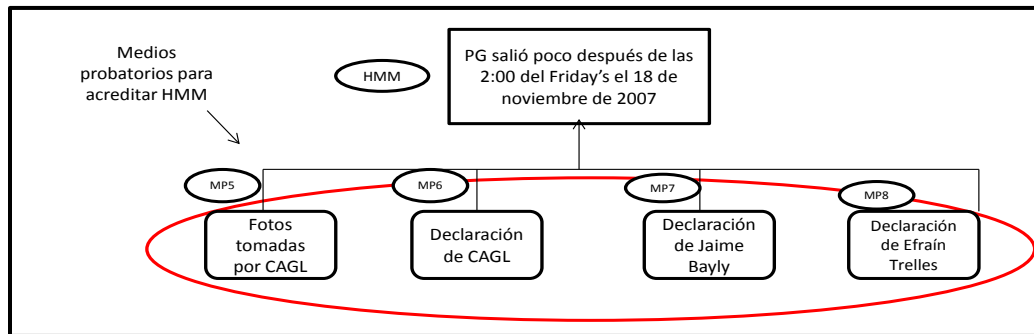 Medios
probatorios para
acreditar HMM
HMM
PG salió poco después de las
2:00 del Friday’s el 18 de
noviembre de 2007
MP5
Fotos
tomadas
por CAGL
MP6
Declaración
de CAGL
MP7
Declaración
de Jaime
Bayly
MP8
Declaración
de Efraín
Trelles